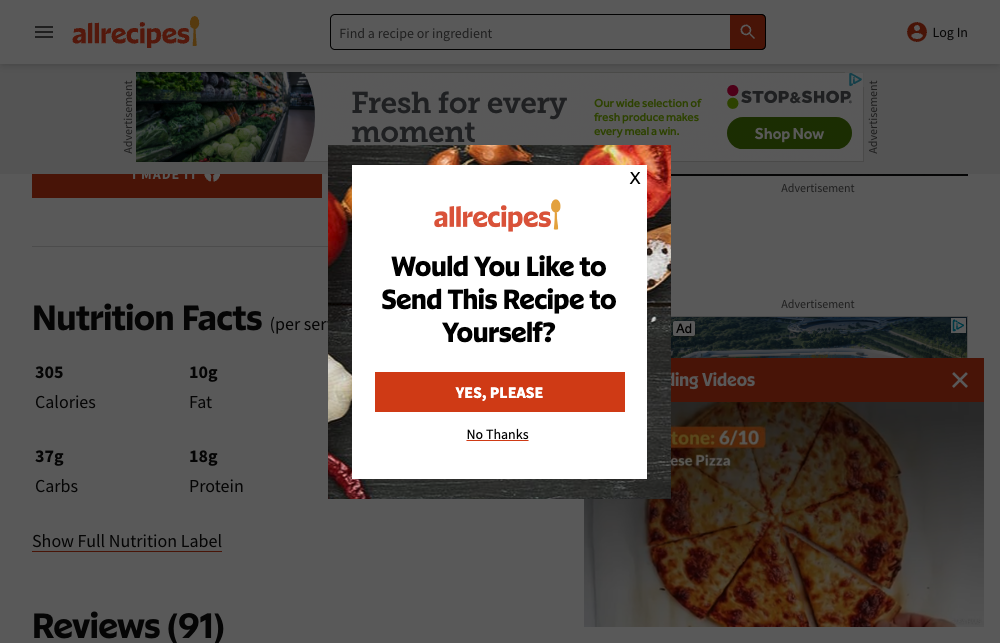 allrecipes
Find a recipe or ingredient
Log In
Advertisement
Fresh for every
moment
Our wide selection of
fresh produce makes
every meal a win.
STOP&SHOP.
Shop Now
Advertisement
I MADE IT
Advertisement
X
allrecipes
Would You Like to
Send This Recipe to
Yourself?
YES, PLEASE
No Thanks
Nutrition Facts (per ser
305
Calories
10g
Fat
37g
Carbs
18g
Protein
Show Full Nutrition Label
Reviews (91)
Advertisement
Ad
ding Videos
tone: 6/10
ese Pizza